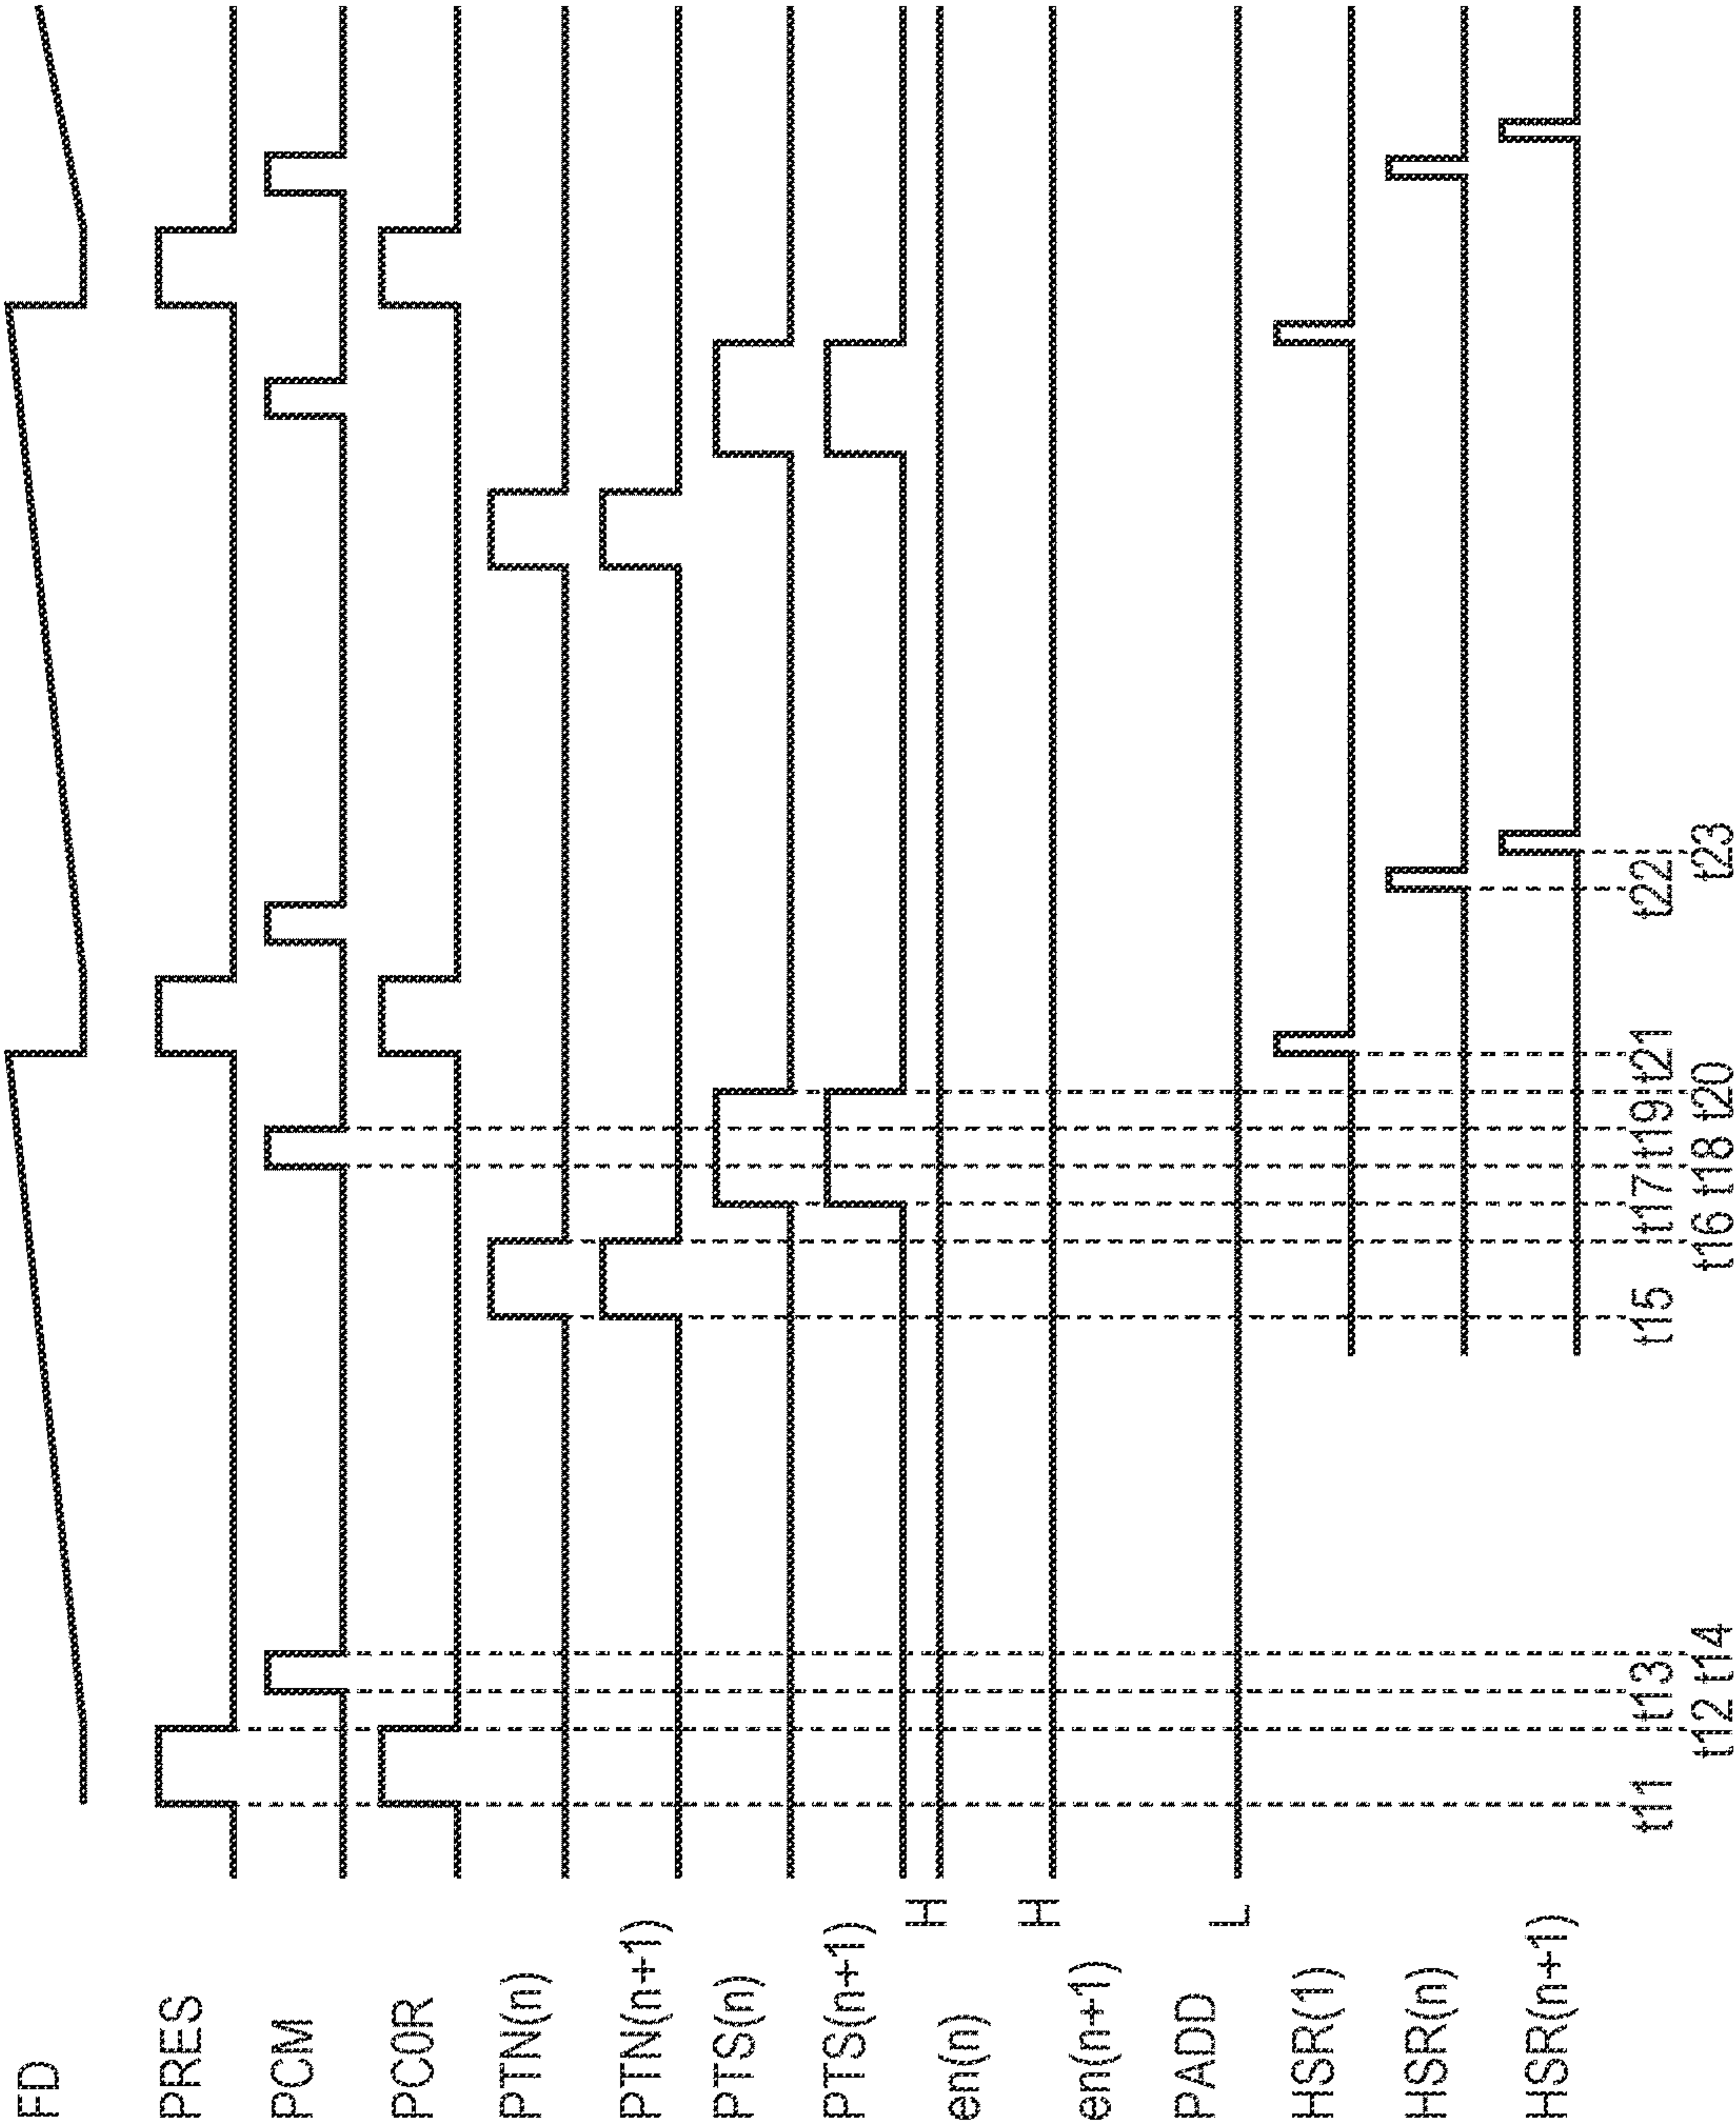 FD
PRES
PCM
PC0R
PTN(n)
PTN(n+1)
PTS(n)
PTS(n+1)
H
en(n)
H
en(n+1)
L
PADD
HSR(1)
HSR(n)
HSR(n+1)
t11 t13 t15 t17 t19 t21 t22
t12 t14 t16 t18 t20 t23